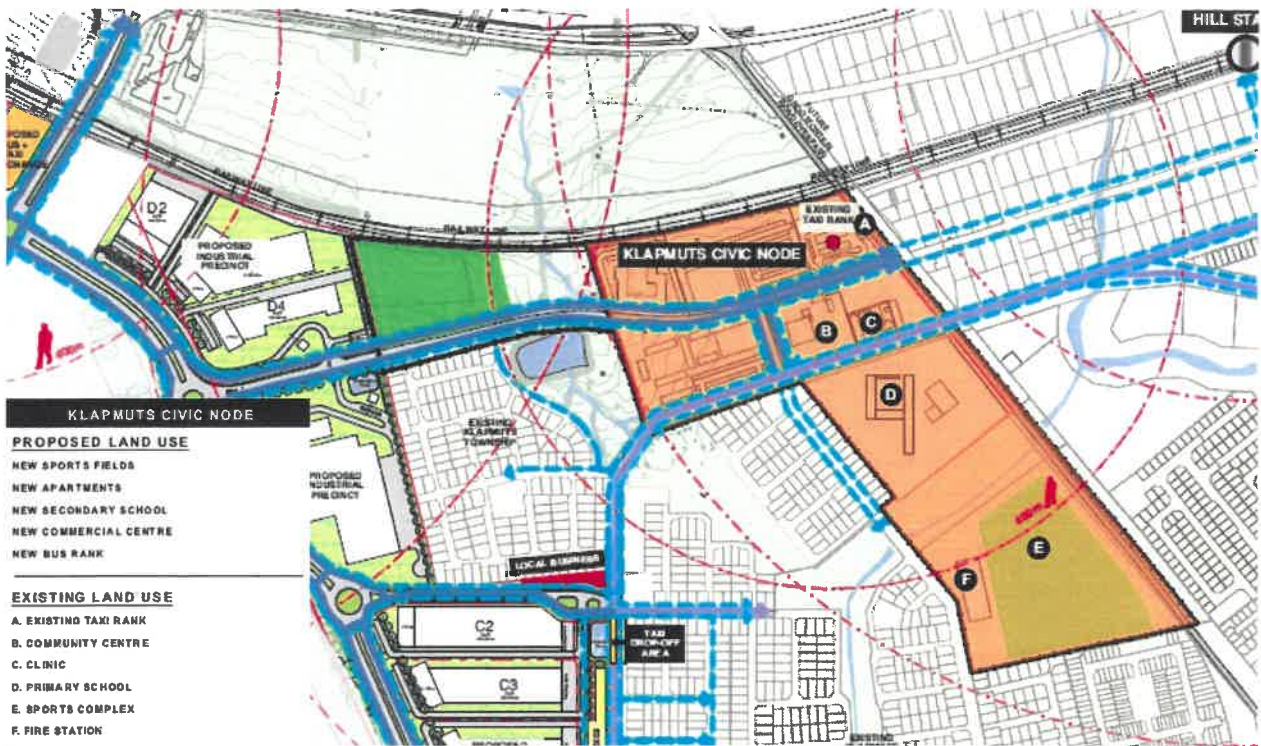 HILL STA
RAILWAY LINE
D2
PROPOSED
INDUSTRIAL
PRECINCT
D4
EXISTING
TAXI RANK
A
KLAPMUTS CIVIC NODE
B
C
D
E
F
EXISTING
KLAPMUTS
TOWNSHIP
PROPOSED
INDUSTRIAL
PRECINCT
LOCAL BUSINESS
C2
C3
TAXI
DROP-OFF
AREA
EXISTING
KLAPMUTS CIVIC NODE
PROPOSED LAND USE
NEW SPORTS FIELDS
NEW APARTMENTS
NEW SECONDARY SCHOOL
NEW COMMERCIAL CENTRE
NEW BUS RANK
EXISTING LAND USE
A. EXISTING TAXI RANK
B. COMMUNITY CENTRE
C. CLINIC
D. PRIMARY SCHOOL
E. SPORTS COMPLEX
F. FIRE STATION